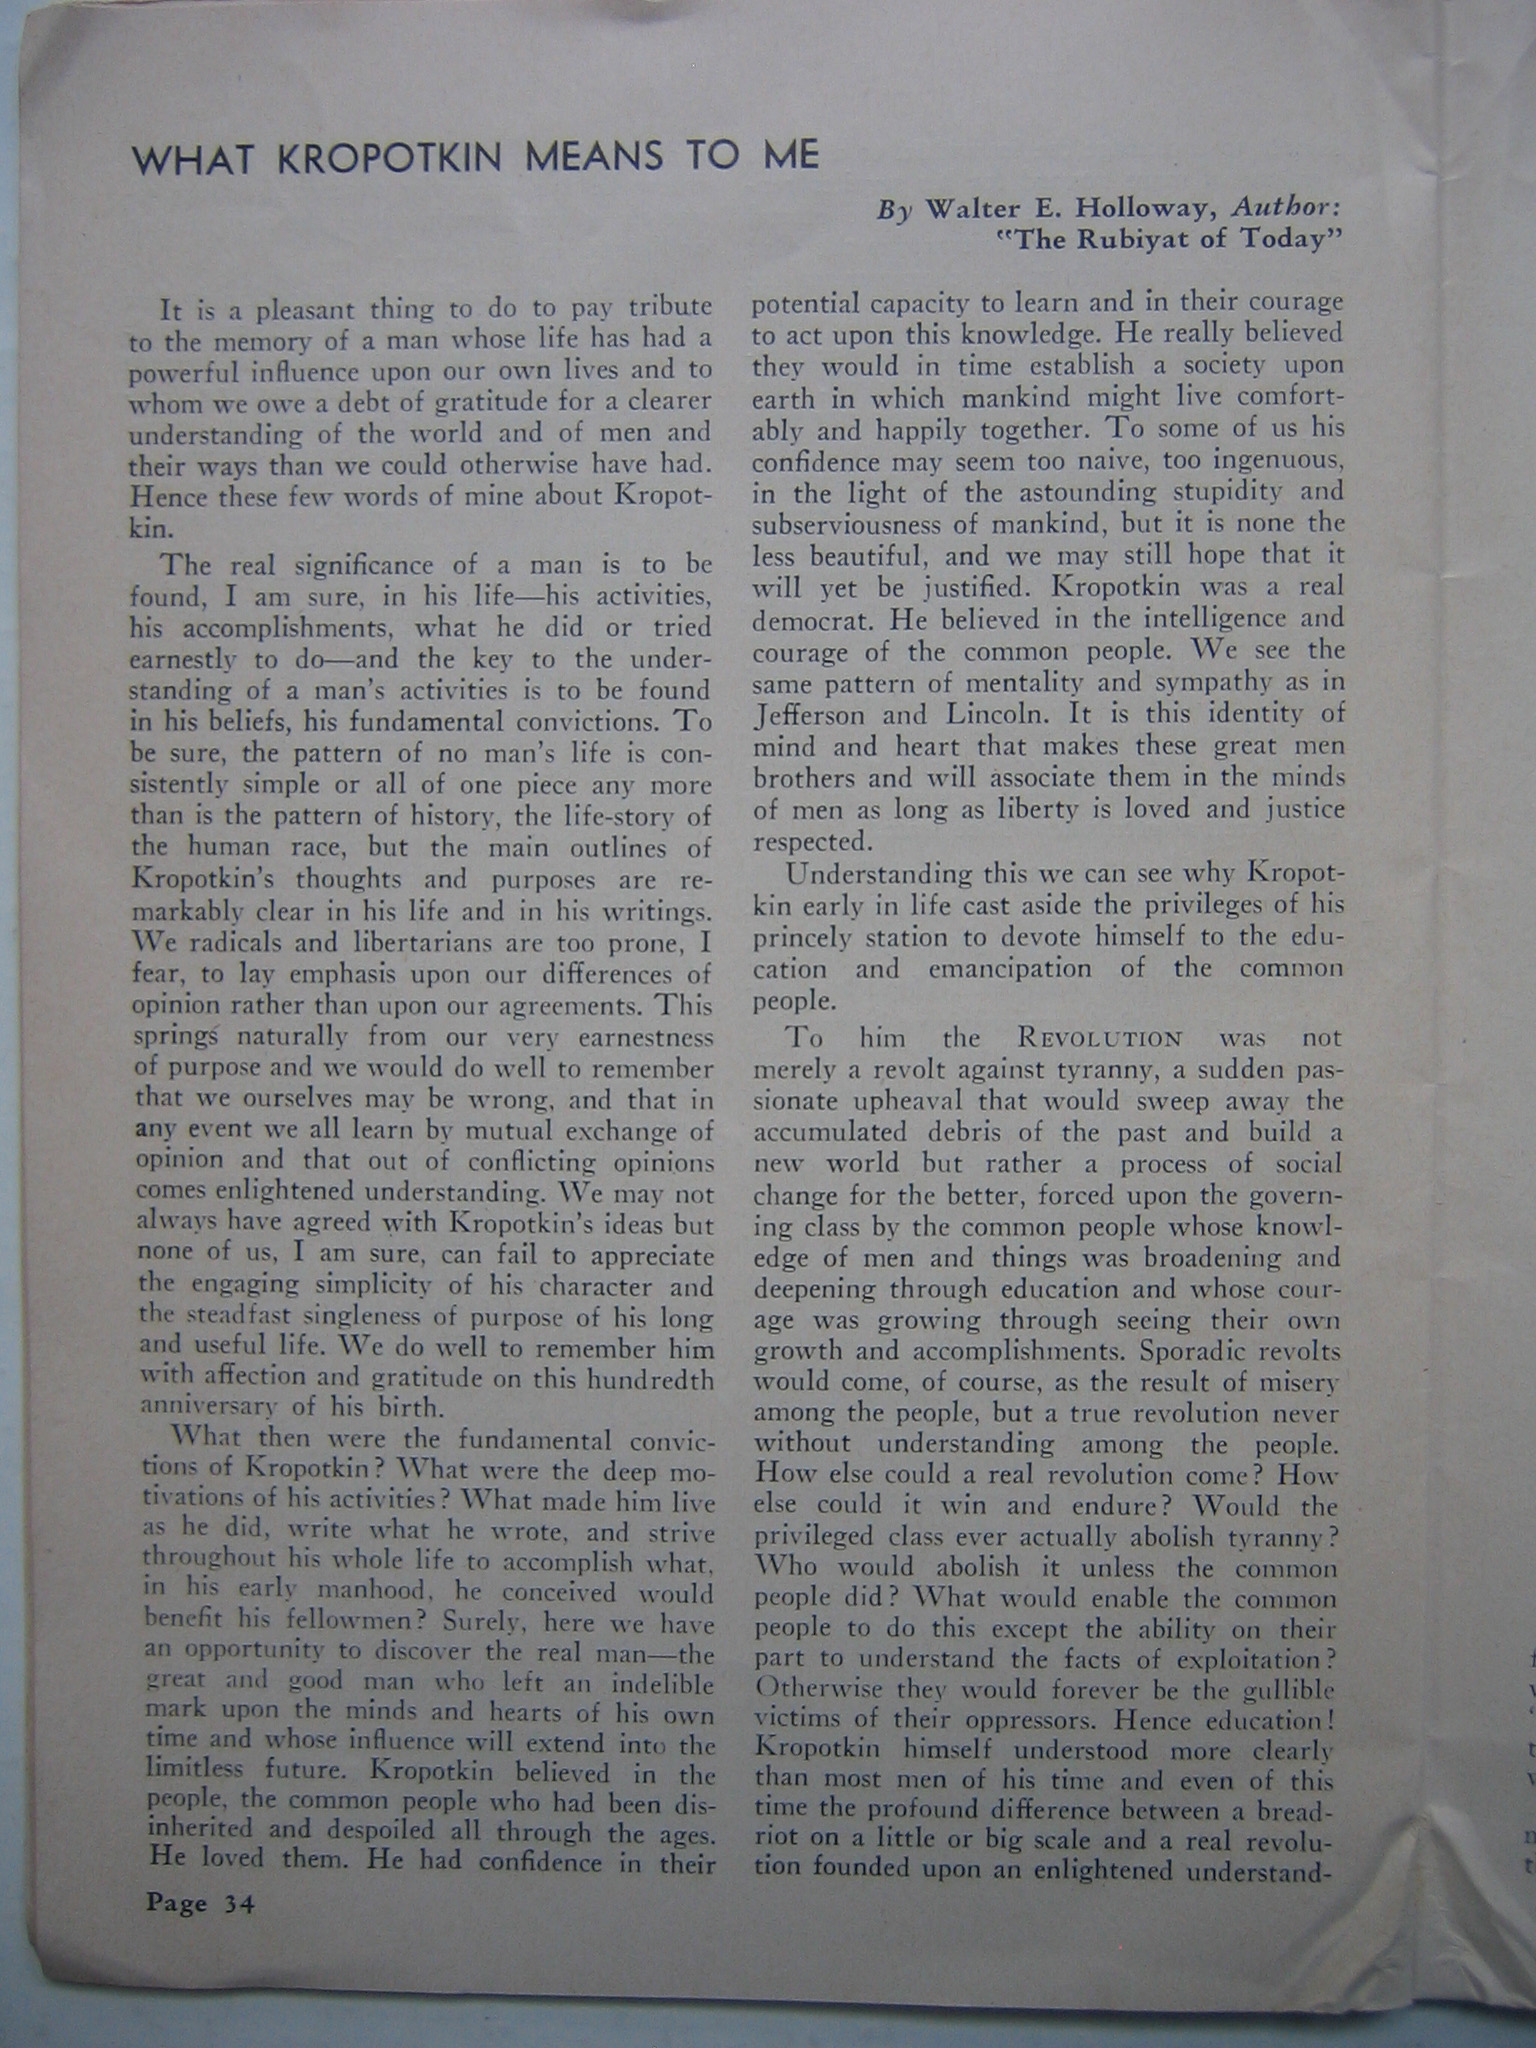 WHAT KROPOTKIN MEANS TO ME
By Walter E. Holloway, Author:
"The Rubiyat of Today"
It is a pleasant thing to do to pay tribute
to the memory of a man whose life has had a
powerful influence upon our own lives and to
whom we owe a debt of gratitude for a clearer
understanding of the world and of men and
their ways than we could otherwise have had.
Hence these few words of mine about Kropot-
kin.
The real significance of a man is to be
found, I am sure, in his life—his activities,
his accomplishments, what he did or tried
earnestly to do—and the key to the under-
standing of a man's activities is to be found
in his beliefs, his fundamental convictions. To
be sure, the pattern of no man's life is con-
sistently simple or all of one piece any more
than is the pattern of history, the life-story of
the human race, but the main outlines of
Kropotkin's thoughts and purposes are re-
markably clear in his life and in his writings.
We radicals and libertarians are too prone, I
fear, to lay emphasis upon our differences of
opinion rather than upon our agreements. This
springs naturally from our very earnestness
of purpose and we would do well to remember
that we ourselves may be wrong, and that in
any event we all learn by mutual exchange of
opinion and that out of conflicting opinions
comes enlightened understanding. We may not
always have agreed with Kropotkin's ideas but
none of us, I am sure, can fail to appreciate
the engaging simplicity of his character and
the steadfast singleness of purpose of his long
and useful life. We do well to remember him
with affection and gratitude on this hundredth
anniversary of his birth.
What then were the fundamental convic-
tions of Kropotkin? What were the deep mo-
tivations of his activities? What made him live
as he did, write what he wrote, and strive
throughout his whole life to accomplish what,
in his early manhood, he conceived would
benefit his fellowmen? Surely, here we have
an opportunity to discover the real man—the
great and good man who left an indelible
mark upon the minds and hearts of his own
time and whose influence will extend into the
limitless future. Kropotkin believed in the
people, the common people who had been dis-
inherited and despoiled all through the ages.
He loved them. He had confidence in their
Page 34
potential capacity to learn and in their courage
to act upon this knowledge. He really believed
they would in time establish a society upon
earth in which mankind might live comfort-
ably and happily together. To some of us his
confidence may seem too naive, too ingenuous,
in the light of the astounding stupidity and
subserviousness of mankind, but it is none the
less beautiful, and we may still hope that it
will yet be justified. Kropotkin was a real
democrat. He believed in the intelligence and
courage of the common people. We see the
same pattern of mentality and sympathy as in
Jefferson and Lincoln. It is this identity of
mind and heart that makes these great men
brothers and will associate them in the minds
of men as long as liberty is loved and justice
respected.
Understanding this we can see why Kropot-
kin early in life cast aside the privileges of his
princely station to devote himself to the edu-
cation and emancipation of the common
people.
To him the REVOLUTION was not
merely a revolt against tyranny, a sudden pas-
sionate upheaval that would sweep away the
accumulated debris of the past and build a
new world but rather a process of social
change for the better, forced upon the govern-
ing class by the common people whose knowl-
edge of men and things was broadening and
deepening through education and whose cour-
age was growing through seeing their own
growth and accomplishments. Sporadic revolts
would come, of course, as the result of misery
among the people, but a true revolution never
without understanding among the people.
How else could a real revolution come? How
else could it win and endure? Would the
privileged class ever actually abolish tyranny?
Who would abolish it unless the common
people did? What would enable the common
people to do this except the ability on their
part to understand the facts of exploitation?
Otherwise they would forever be the gullible
victims of their oppressors. Hence education!
Kropotkin himself understood more clearly
than most men of his time and even of this
time the profound difference between a bread-
riot on a little or big scale and a real revolu-
tion founded upon an enlightened understand-